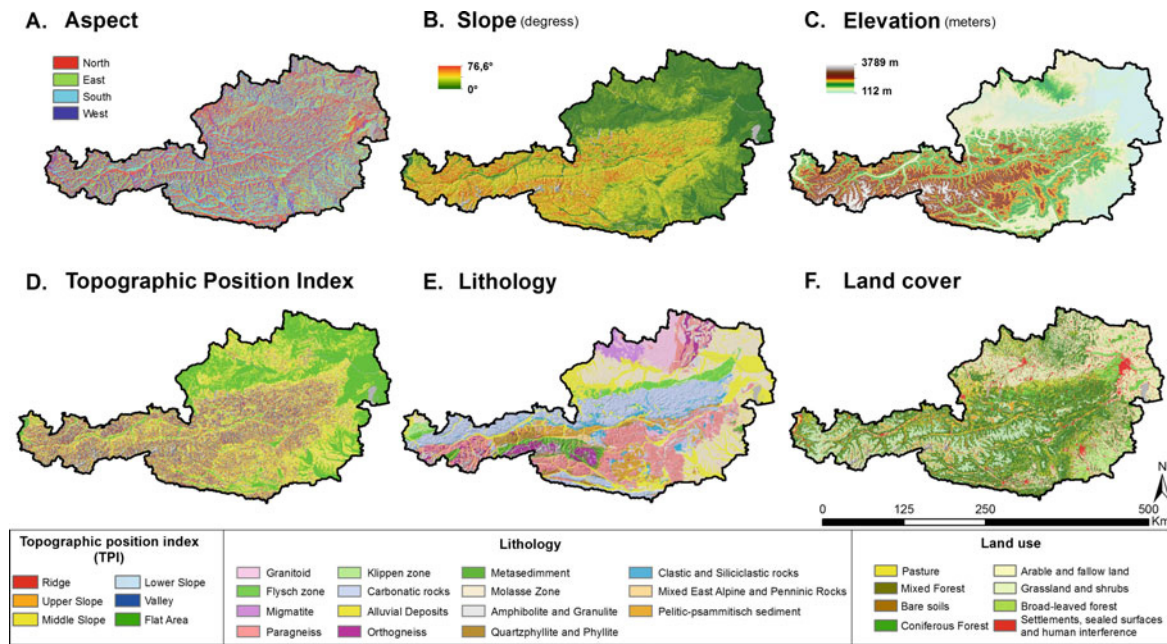 A. Aspect
North
East
South
West
B. Slope (degress)
76,6°
0°
C. Elevation (meters)
3789 m
112 m
D. Topographic Position Index
E. Lithology
F. Land cover
N
0 125 250 500
Km
Topographic position index
(TPI)
Ridge
Upper Slope
Middle Slope
Lower Slope
Valley
Flat Area
Lithology
Granitoid
Flysch zone
Migmatite
Paragneiss
Klippen zone
Carbonatic rocks
Alluvial Deposits
Orthogneiss
Metasedimment
Molasse Zone
Amphibolite and Granulite
Quartzphyllite and Phyllite
Clastic and Siliciclastic rocks
Mixed East Alpine and Penninic Rocks
Pelitic-psammitisch sediment
Land use
Pasture
Mixed Forest
Bare soils
Coniferous Forest
Arable and fallow land
Grassland and shrubs
Broad-leaved forest
Settlements, sealed surfaces
and human interference